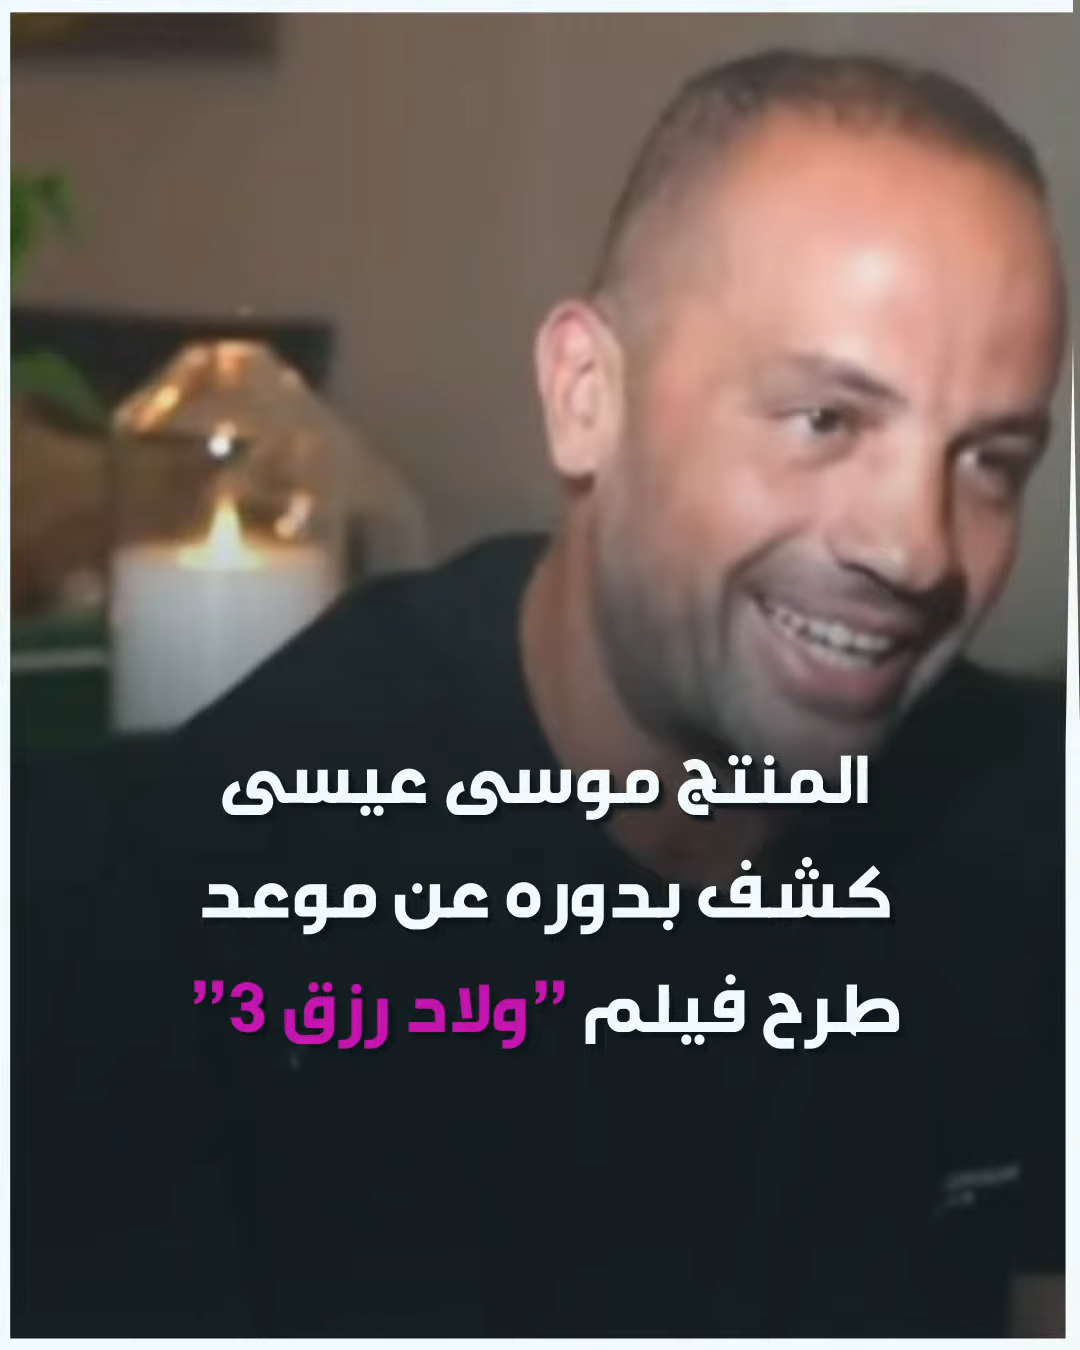 المنتج موسى عيسى
كشف بدوره عن موعد
طرح فيلم "ولاد رزق 3"